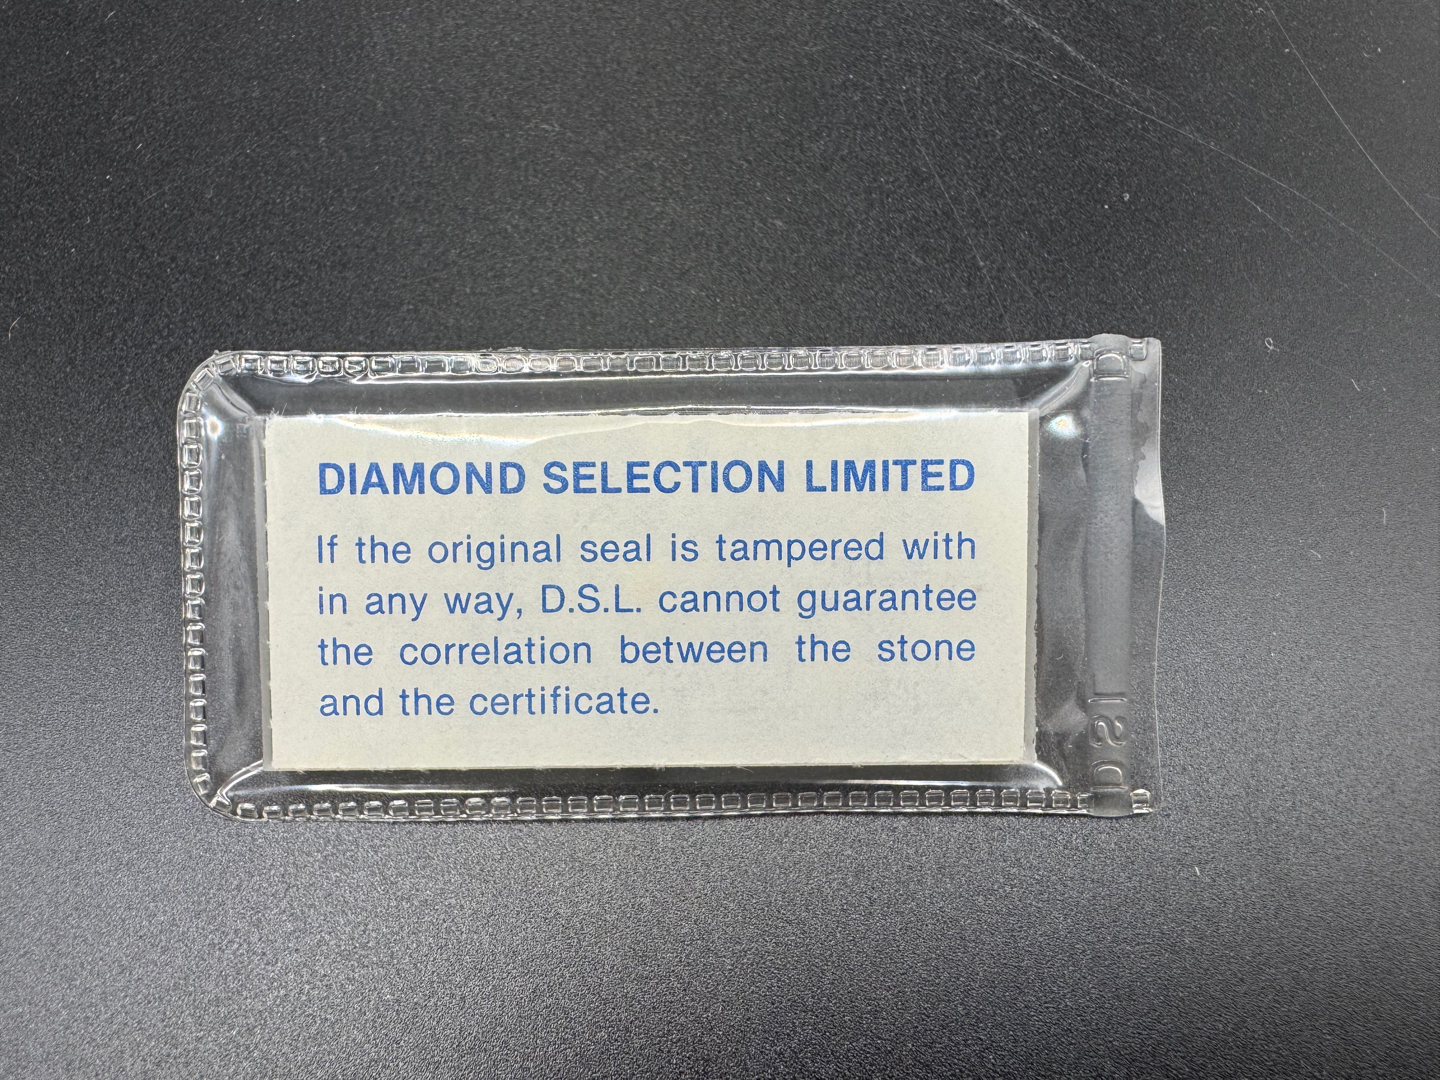 DIAMOND SELECTION LIMITED
If the original seal is tampered with
in any way, D.S.L. cannot guarantee
the correlation between the stone
and the certificate.
DSL